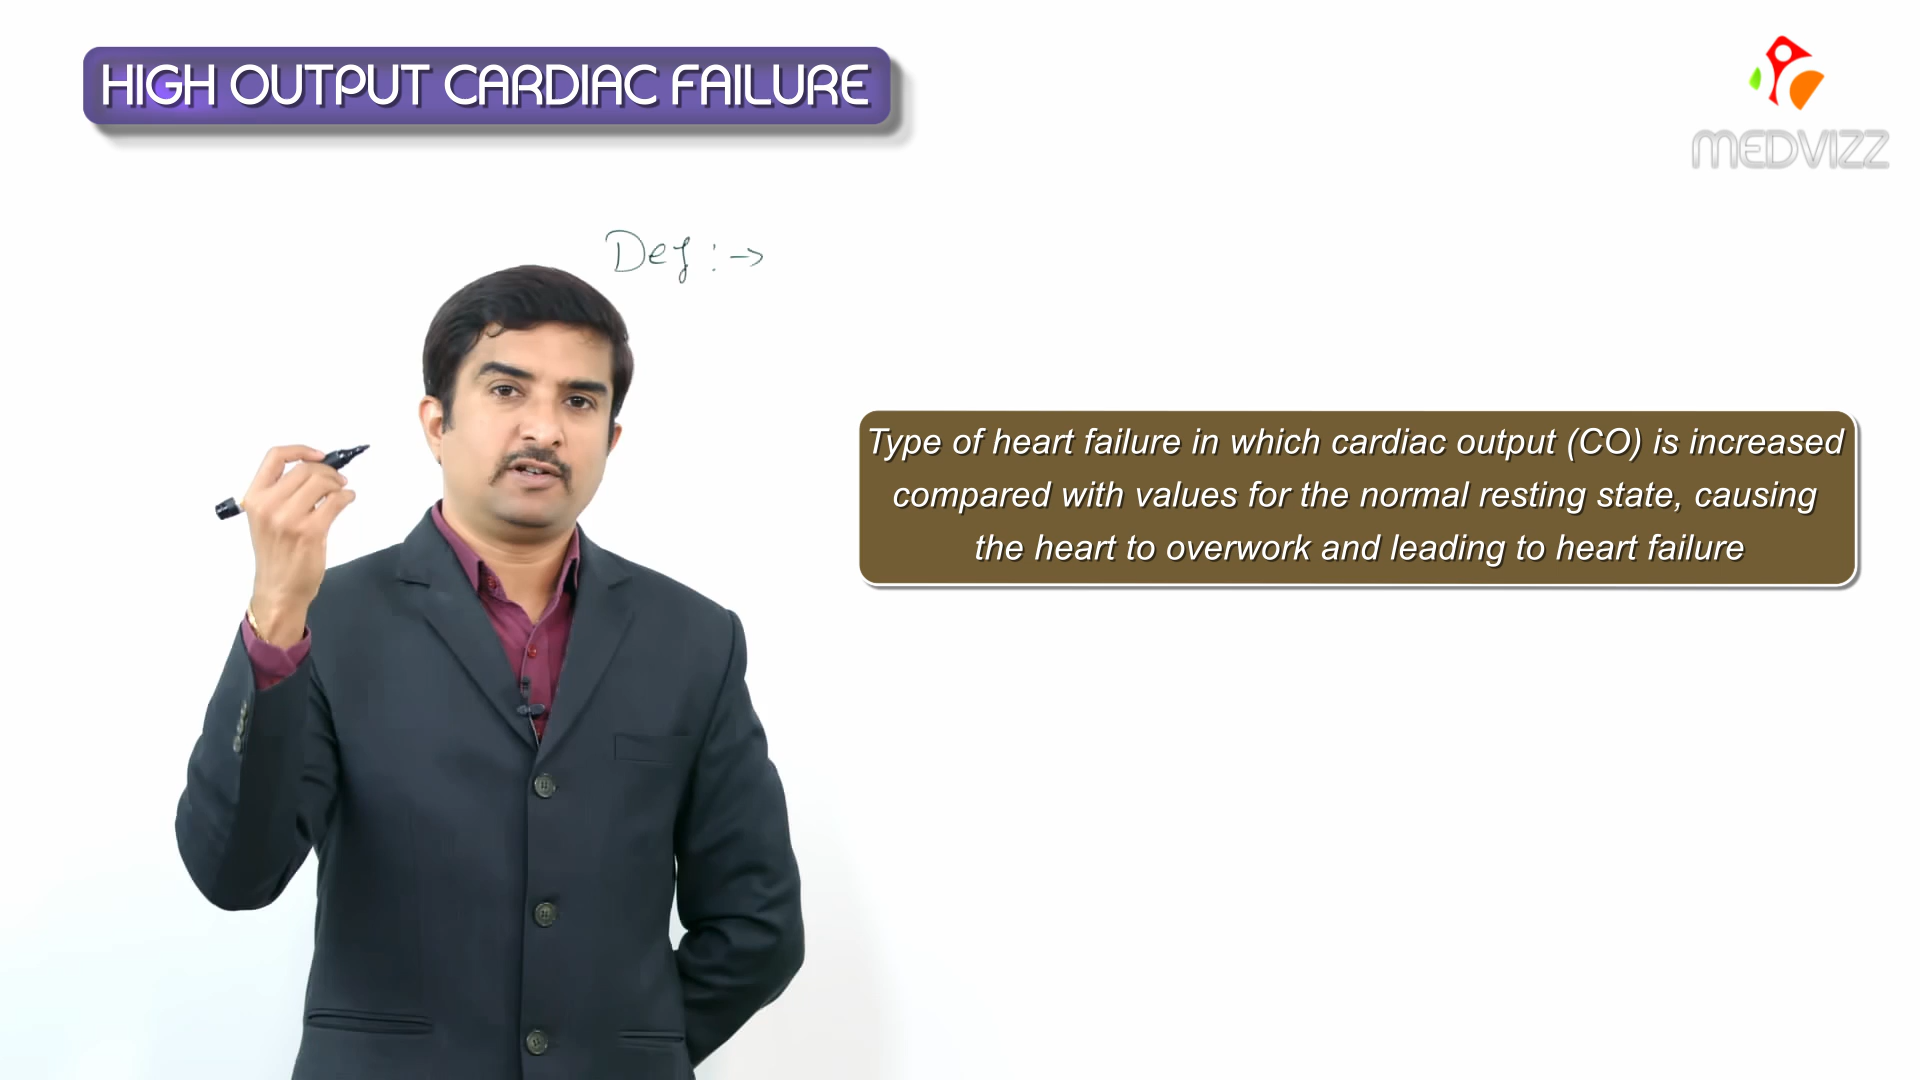 HIGH OUTPUT CARDIAC FAILURE
MEDVIZZ
Def :→
Type of heart failure in which cardiac output (CO) is increased
compared with values for the normal resting state, causing
the heart to overwork and leading to heart failure